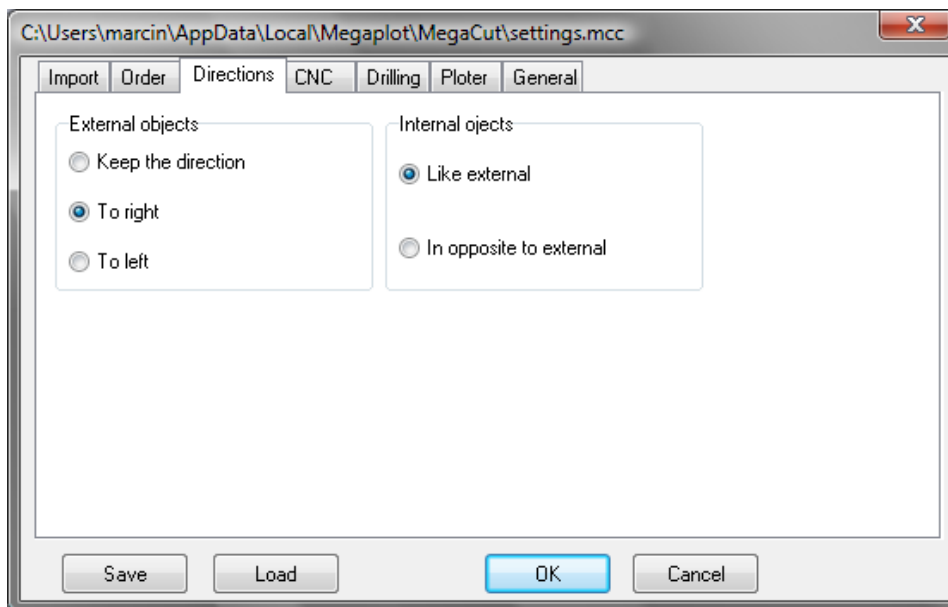 C:\Users\marcin\AppData\Local\Megaplot\MegaCut\settings.mcc
Import Order Directions CNC Drilling Ploter General
External objects
Keep the direction
To right
To left
Internal ojects
Like external
In opposite to external
Save Load OK Cancel